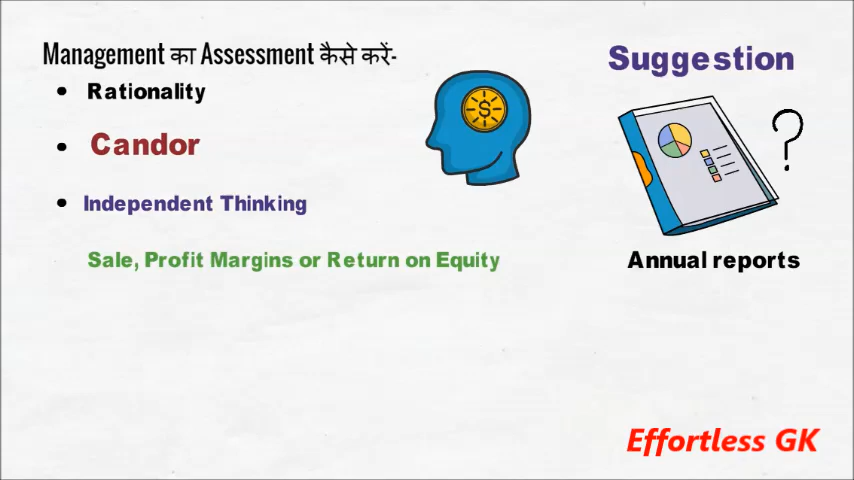 Management का Assessment कैसे करें-
• Rationality
• Candor
• Independent Thinking
Sale, Profit Margins or Return on Equity
Suggestion
?
Annual reports
Effortless GK